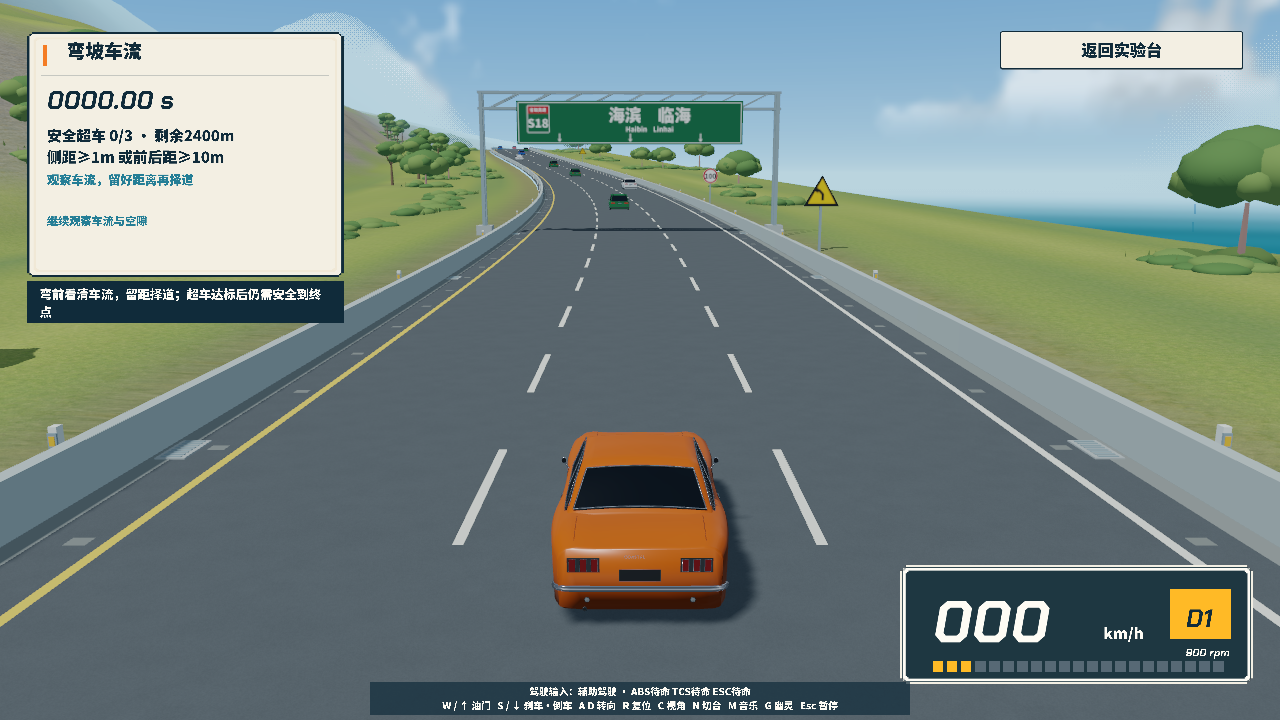 弯坡车流
0000.00 s
安全超车 0/3 · 剩余2400m
侧距≥1m 或前后距≥10m
观察车流，留好距离再择道
继续观察车流与空隙
弯前看清车流，留距择道；超车达标后仍需安全到终
点
返回实验台
S18
海滨 临海
Haibin Linhai
100
000 km/h D1
900 rpm
驾驶输入：辅助驾驶 · ABS待命 TCS待命 ESC待命
W / ↑ 油门 S / ↓ 刹车·倒车 A D 转向 R 复位 C 视角 N 切台 M 音乐 G 幽灵 Esc 暂停